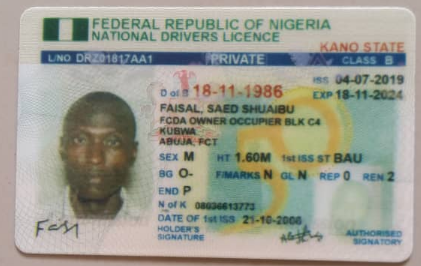 FEDERAL REPUBLIC OF NIGERIA
NATIONAL DRIVERS LICENCE
KANO STATE
L/NO DRZ01817AA1 PRIVATE CLASS B
ISS 04-07-2019
D of B 18-11-1986 EXP 18-11-2024
FAISAL, SAED SHUAIBU
FCDA OWNER OCCUPIER BLK C4
KUBWA
ABUJA, FCT
SEX M HT 1.60M 1st ISS ST BAU
BG O- F/MARKS N GL N REP 0 REN 2
END P
N of K 08036613773
DATE OF 1st ISS 21-10-2008
HOLDER'S
SIGNATURE
AUTHORISED
SIGNATORY